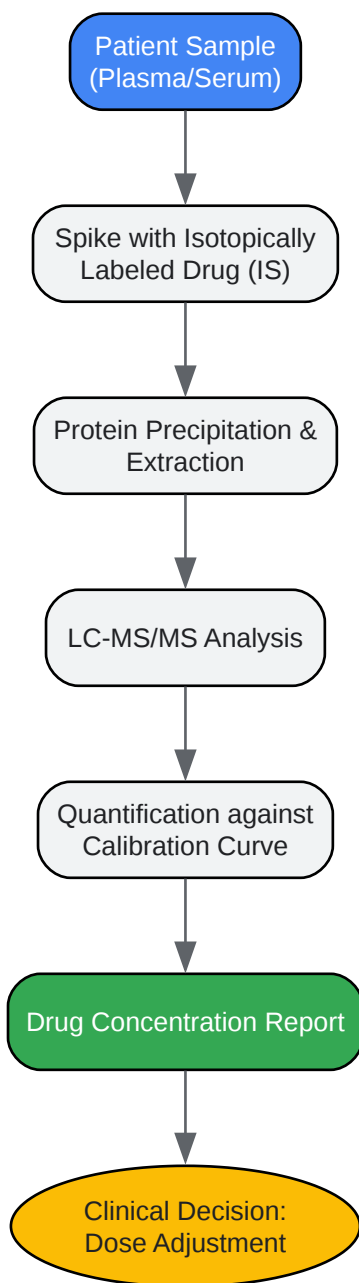 Patient Sample
(Plasma/Serum)
Spike with Isotopically
Labeled Drug (IS)
Protein Precipitation &
Extraction
LC-MS/MS Analysis
Quantification against
Calibration Curve
Drug Concentration Report
Clinical Decision:
Dose Adjustment